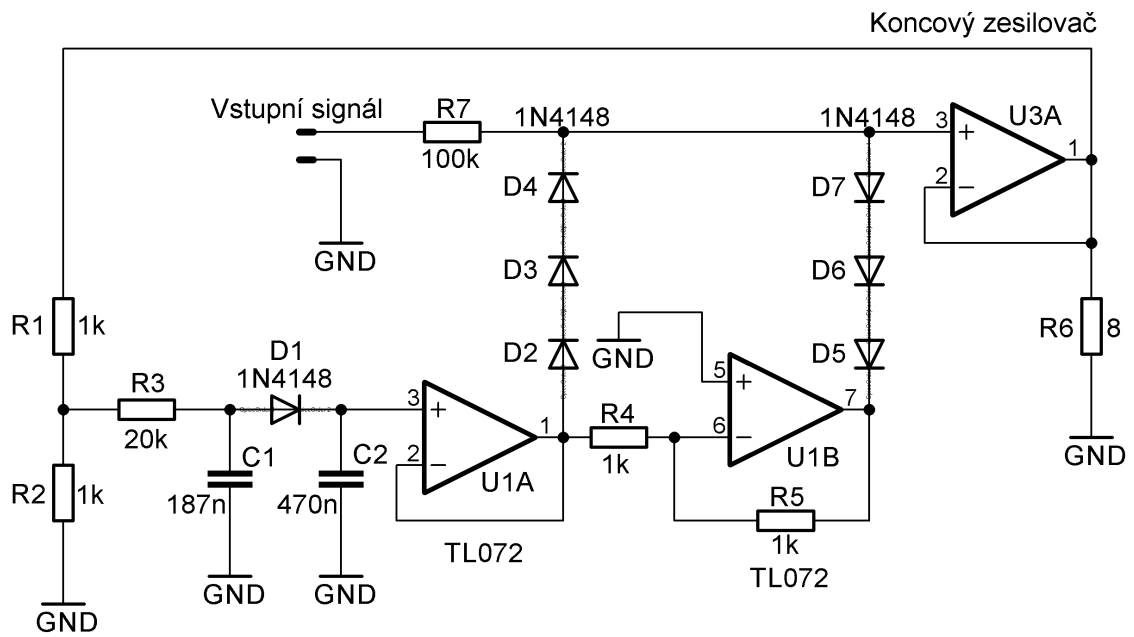 Koncový zesilovač
Vstupní signál
R7
100k
1N4148
1N4148
3
+
U3A
1
2
−
D4
D7
GND
D3
D6
R1
1k
D1
1N4148
D2
GND
D5
R6
8
R3
20k
3
+
1
2
−
U1A
R4
1k
5
+
7
6
−
U1B
GND
R2
1k
C1
187n
C2
470n
R5
1k
TL072
TL072
GND
GND
GND